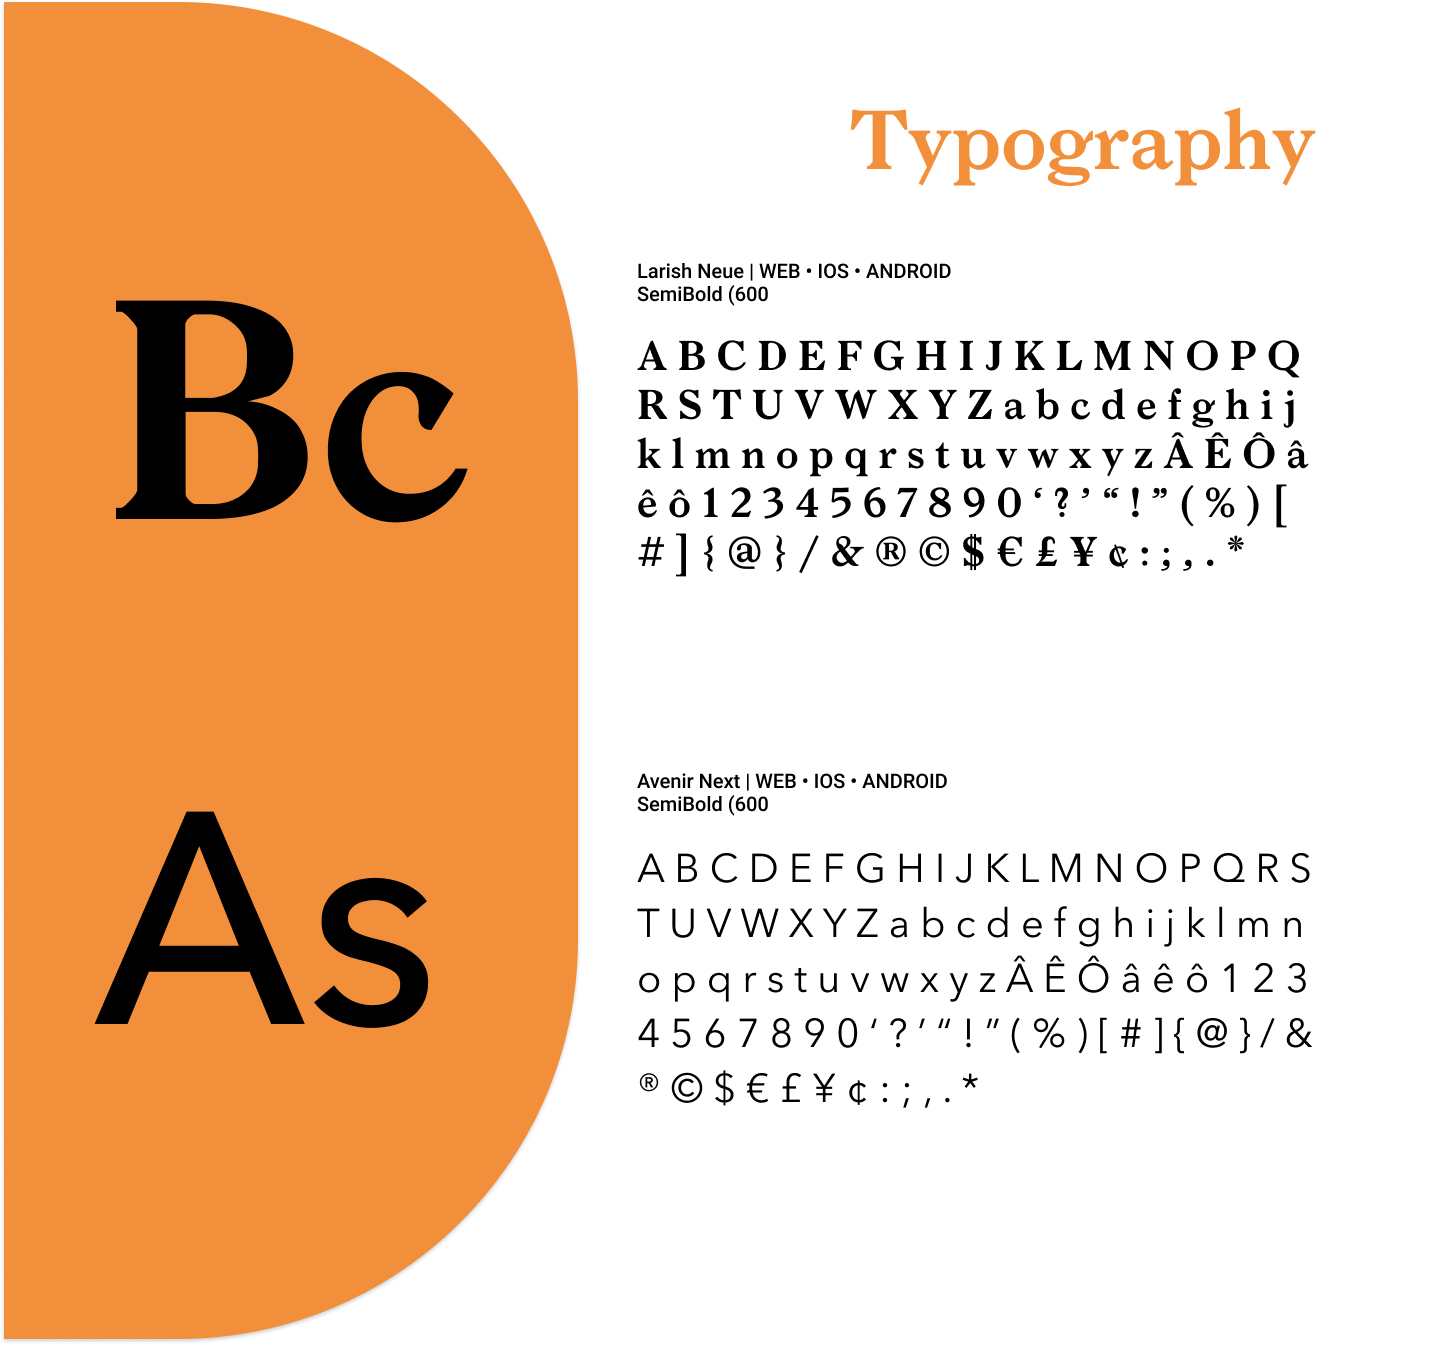 Typography
Bc
Larish Neue | WEB • IOS • ANDROID
SemiBold (600
A B C D E F G H I J K L M N O P Q
R S T U V W X Y Z a b c d e f g h i j
k l m n o p q r s t u v w x y z Â Ê Ô â
ê ô 1 2 3 4 5 6 7 8 9 0 ‘ ? ’ “ ! ” ( % ) [
# ] { @ } / & ® © $ € £ ¥ ¢ : ; , . *
As
Avenir Next | WEB • IOS • ANDROID
SemiBold (600
A B C D E F G H I J K L M N O P Q R S
T U V W X Y Z a b c d e f g h i j k l m n
o p q r s t u v w x y z Â Ê Ô â ê ô 1 2 3
4 5 6 7 8 9 0 ‘ ? ’ “ ! ” ( % ) [ # ] { @ } / &
® © $ € £ ¥ ¢ : ; , . *